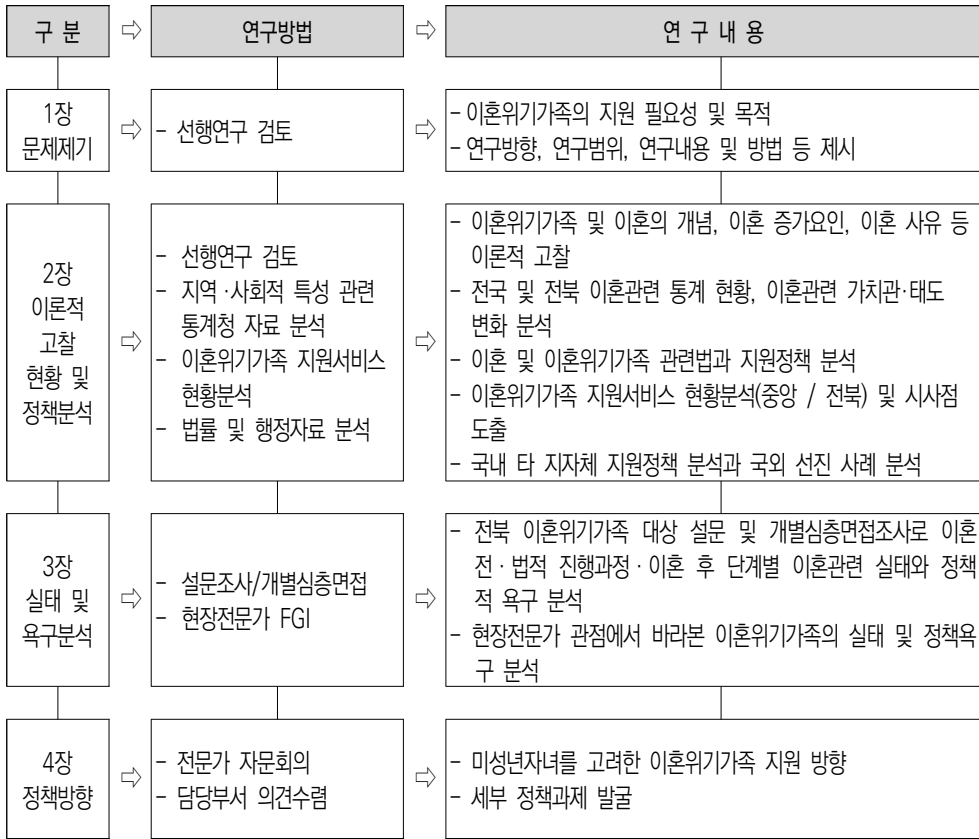 구 분 ⇨ 연구방법 ⇨ 연 구 내 용
1장
문제제기
⇨
- 선행연구 검토
⇨
- 이혼위기가족의 지원 필요성 및 목적
- 연구방향, 연구범위, 연구내용 및 방법 등 제시
2장
이론적
고찰
현황 및
정책분석
⇨
- 선행연구 검토
- 지역·사회적 특성 관련
통계청 자료 분석
- 이혼위기가족 지원서비스
현황분석
- 법률 및 행정자료 분석
⇨
- 이혼위기가족 및 이혼의 개념, 이혼 증가요인, 이혼 사유 등
이론적 고찰
- 전국 및 전북 이혼관련 통계 현황, 이혼관련 가치관·태도
변화 분석
- 이혼 및 이혼위기가족 관련법과 지원정책 분석
- 이혼위기가족 지원서비스 현황분석(중앙 / 전북) 및 시사점
도출
- 국내 타 지자체 지원정책 분석과 국외 선진 사례 분석
3장
실태 및
욕구분석
⇨
- 설문조사/개별심층면접
- 현장전문가 FGI
⇨
- 전북 이혼위기가족 대상 설문 및 개별심층면접조사로 이혼
전·법적 진행과정·이혼 후 단계별 이혼관련 실태와 정책
적 욕구 분석
- 현장전문가 관점에서 바라본 이혼위기가족의 실태 및 정책욕
구 분석
4장
정책방향
⇨
- 전문가 자문회의
- 담당부서 의견수렴
⇨
- 미성년자녀를 고려한 이혼위기가족 지원 방향
- 세부 정책과제 발굴